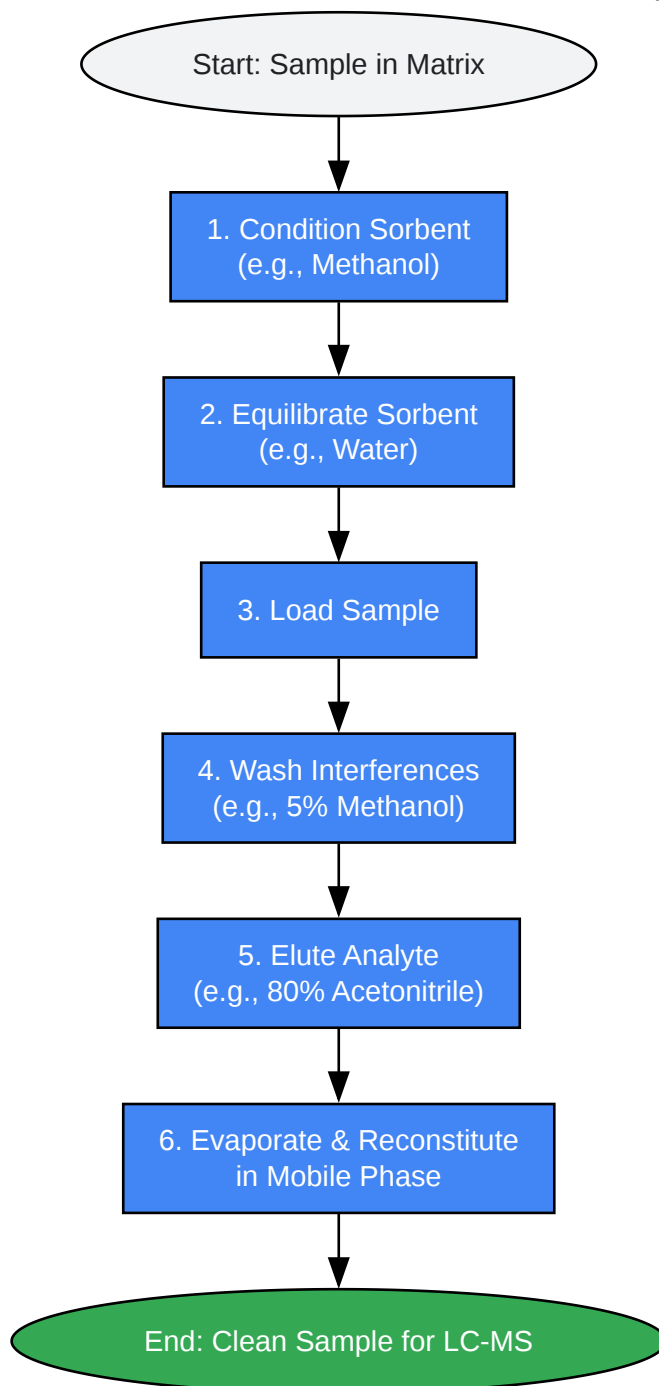 Start: Sample in Matrix
1. Condition Sorbent
(e.g., Methanol)
2. Equilibrate Sorbent
(e.g., Water)
3. Load Sample
4. Wash Interferences
(e.g., 5% Methanol)
5. Elute Analyte
(e.g., 80% Acetonitrile)
6. Evaporate & Reconstitute
in Mobile Phase
End: Clean Sample for LC-MS